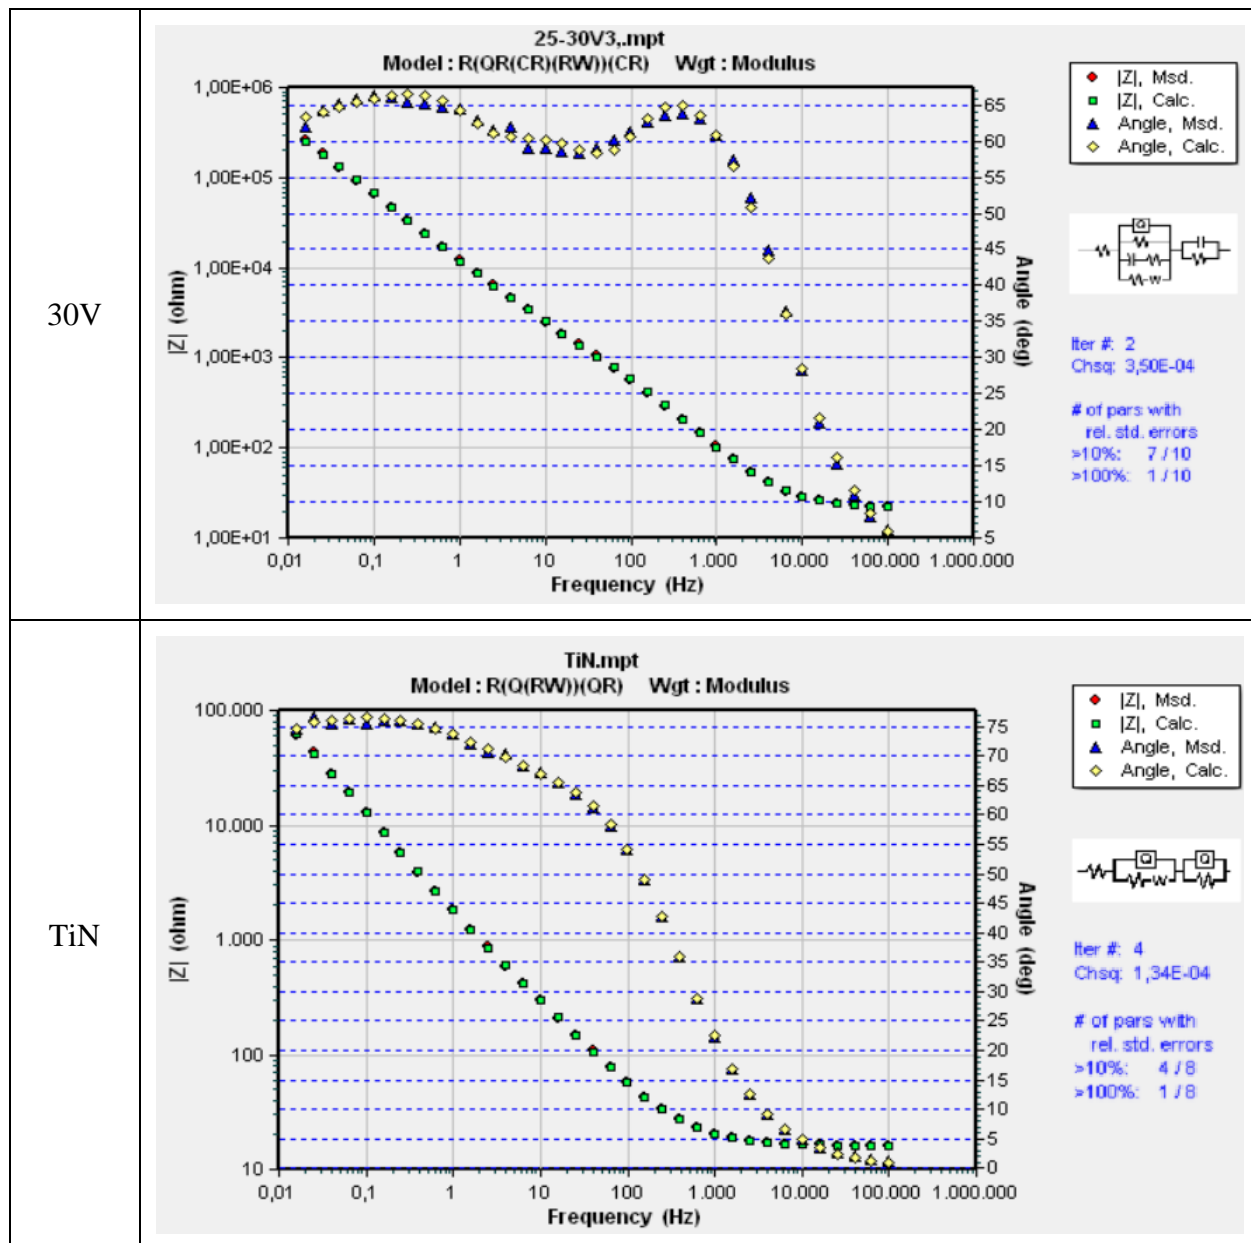 30V
25-30V3,.mpt
Model : R(QR(CR)(RW))(CR) Wgt : Modulus
1,00E+06
1,00E+05
1,00E+04
1,00E+03
1,00E+02
1,00E+01
|Z| (ohm)
65
60
55
50
45
40
35
30
25
20
15
10
5
Angle (deg)
0,01 0,1 1 10 100 1.000 10.000 100.000 1.000.000
Frequency (Hz)
|Z|, Msd.
|Z|, Calc.
Angle, Msd.
Angle, Calc.
Q
W
Iter #: 2
Chsq: 3,50E-04
# of pars with
rel. std. errors
>10%: 7 / 10
>100%: 1 / 10
TiN
TiN.mpt
Model : R(Q(RW))(QR) Wgt : Modulus
100.000
10.000
1.000
100
10
|Z| (ohm)
75
70
65
60
55
50
45
40
35
30
25
20
15
10
5
0
Angle (deg)
0,01 0,1 1 10 100 1.000 10.000 100.000 1.000.000
Frequency (Hz)
|Z|, Msd.
|Z|, Calc.
Angle, Msd.
Angle, Calc.
Q Q
W
Iter #: 4
Chsq: 1,34E-04
# of pars with
rel. std. errors
>10%: 4 / 8
>100%: 1 / 8